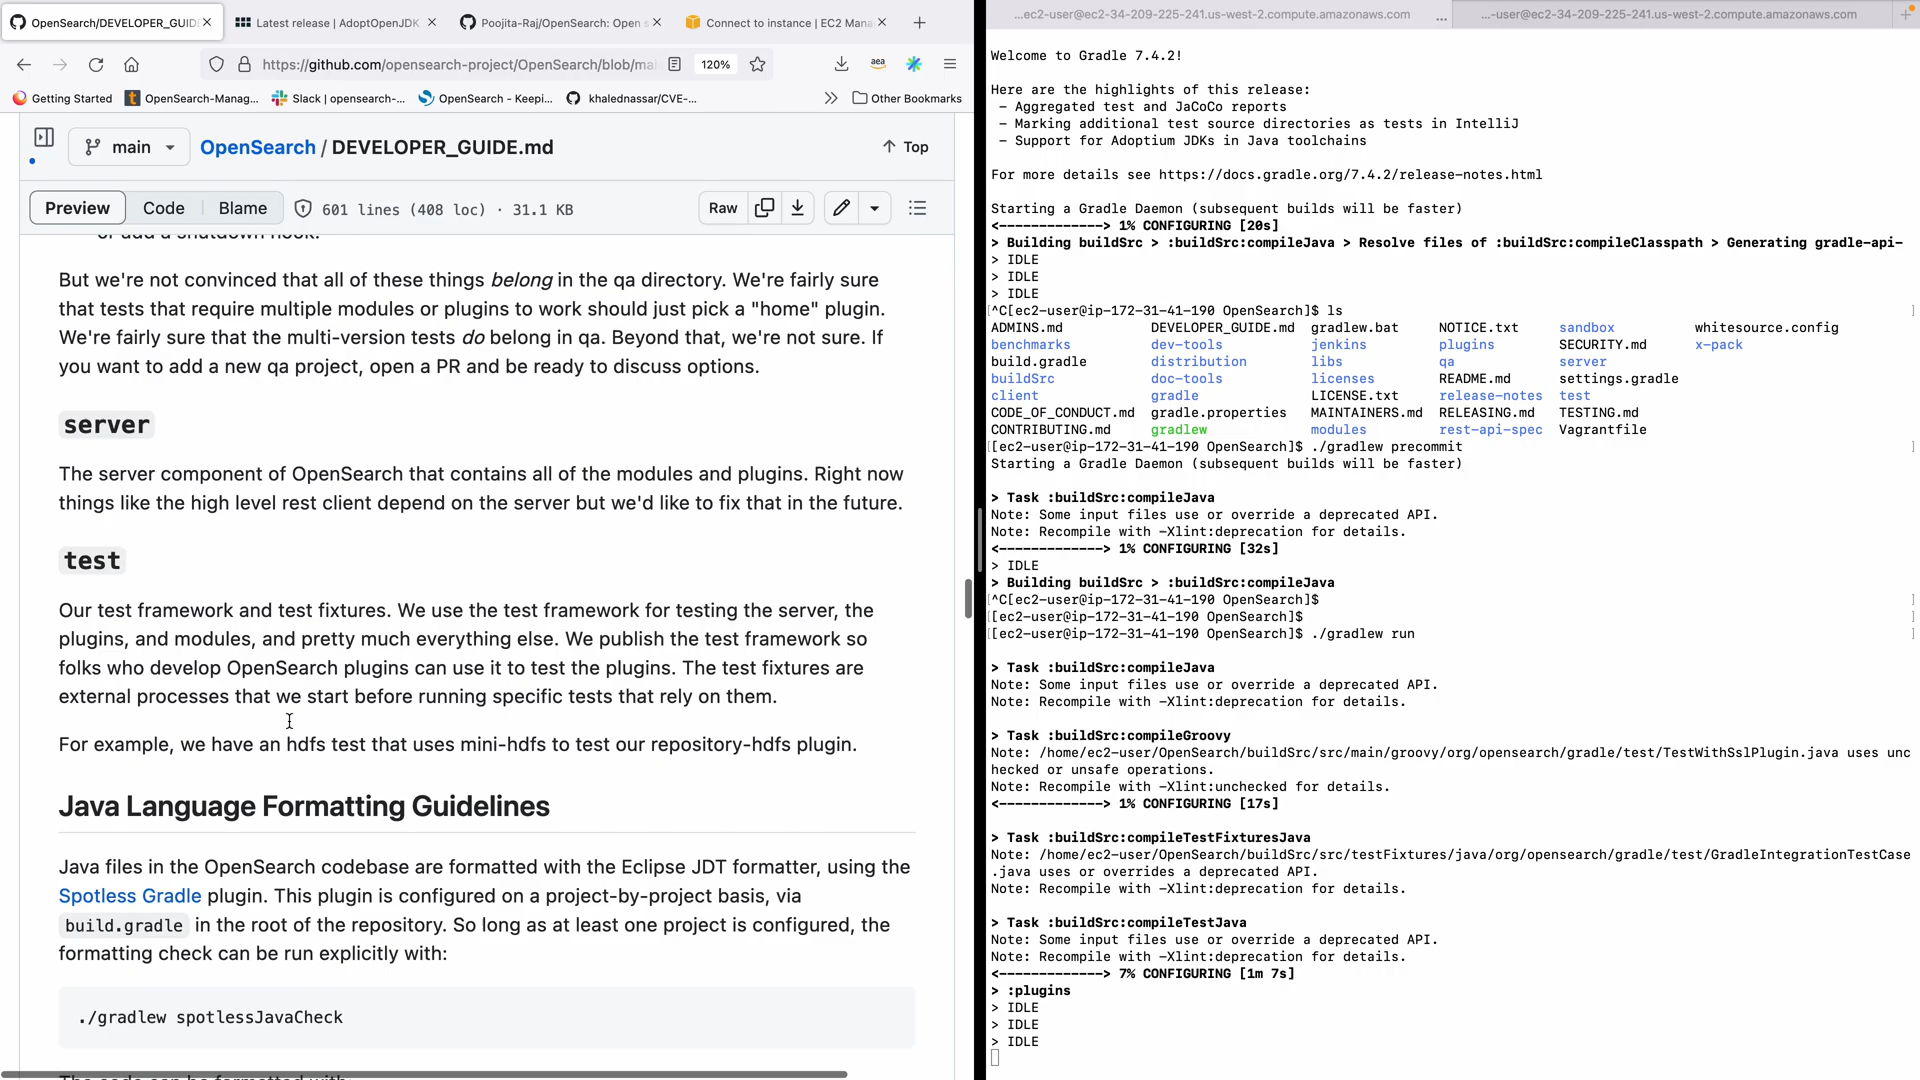 OpenSearch/DEVELOPER_GUID
Latest release | AdoptOpenJDK
Poojita-Raj/OpenSearch: Open s
Connect to instance | EC2 Mana
https://github.com/opensearch-project/OpenSearch/blob/mai
120%
Getting Started
OpenSearch-Manag...
Slack | opensearch-...
OpenSearch - Keepi...
khalednassar/CVE-...
Other Bookmarks
main
OpenSearch / DEVELOPER_GUIDE.md
Top
Preview
Code
Blame
601 lines (408 loc) · 31.1 KB
Raw
or add a shutdown hook.
But we're not convinced that all of these things belong in the qa directory. We're fairly sure
that tests that require multiple modules or plugins to work should just pick a "home" plugin.
We're fairly sure that the multi-version tests do belong in qa. Beyond that, we're not sure. If
you want to add a new qa project, open a PR and be ready to discuss options.
server
The server component of OpenSearch that contains all of the modules and plugins. Right now
things like the high level rest client depend on the server but we'd like to fix that in the future.
test
Our test framework and test fixtures. We use the test framework for testing the server, the
plugins, and modules, and pretty much everything else. We publish the test framework so
folks who develop OpenSearch plugins can use it to test the plugins. The test fixtures are
external processes that we start before running specific tests that rely on them.
For example, we have an hdfs test that uses mini-hdfs to test our repository-hdfs plugin.
Java Language Formatting Guidelines
Java files in the OpenSearch codebase are formatted with the Eclipse JDT formatter, using the
Spotless Gradle plugin. This plugin is configured on a project-by-project basis, via
build.gradle in the root of the repository. So long as at least one project is configured, the
formatting check can be run explicitly with:
./gradlew spotlessJavaCheck
The code can be formatted with:
...ec2-user@ec2-34-209-225-241.us-west-2.compute.amazonaws.com ...
...-user@ec2-34-209-225-241.us-west-2.compute.amazonaws.com
Welcome to Gradle 7.4.2!
Here are the highlights of this release:
- Aggregated test and JaCoCo reports
- Marking additional test source directories as tests in IntelliJ
- Support for Adoptium JDKs in Java toolchains
For more details see https://docs.gradle.org/7.4.2/release-notes.html
Starting a Gradle Daemon (subsequent builds will be faster)
<-------------> 1% CONFIGURING [20s]
> Building buildSrc > :buildSrc:compileJava > Resolve files of :buildSrc:compileClasspath > Generating gradle-api-
> IDLE
> IDLE
> IDLE
[^C[ec2-user@ip-172-31-41-190 OpenSearch]$ ls ]
ADMINS.md DEVELOPER_GUIDE.md gradlew.bat NOTICE.txt sandbox whitesource.config
benchmarks dev-tools jenkins plugins SECURITY.md x-pack
build.gradle distribution libs qa server
buildSrc doc-tools licenses README.md settings.gradle
client gradle LICENSE.txt release-notes test
CODE_OF_CONDUCT.md gradle.properties MAINTAINERS.md RELEASING.md TESTING.md
CONTRIBUTING.md gradlew modules rest-api-spec Vagrantfile
[[ec2-user@ip-172-31-41-190 OpenSearch]$ ./gradlew precommit ]
Starting a Gradle Daemon (subsequent builds will be faster)
> Task :buildSrc:compileJava
Note: Some input files use or override a deprecated API.
Note: Recompile with -Xlint:deprecation for details.
<-------------> 1% CONFIGURING [32s]
> IDLE
> Building buildSrc > :buildSrc:compileJava
[^C[ec2-user@ip-172-31-41-190 OpenSearch]$ ]
[[ec2-user@ip-172-31-41-190 OpenSearch]$ ]
[[ec2-user@ip-172-31-41-190 OpenSearch]$ ./gradlew run ]
> Task :buildSrc:compileJava
Note: Some input files use or override a deprecated API.
Note: Recompile with -Xlint:deprecation for details.
> Task :buildSrc:compileGroovy
Note: /home/ec2-user/OpenSearch/buildSrc/src/main/groovy/org/opensearch/gradle/test/TestWithSslPlugin.java uses unc
hecked or unsafe operations.
Note: Recompile with -Xlint:unchecked for details.
<-------------> 1% CONFIGURING [17s]
> Task :buildSrc:compileTestFixturesJava
Note: /home/ec2-user/OpenSearch/buildSrc/src/testFixtures/java/org/opensearch/gradle/test/GradleIntegrationTestCase
.java uses or overrides a deprecated API.
Note: Recompile with -Xlint:deprecation for details.
> Task :buildSrc:compileTestJava
Note: Some input files use or override a deprecated API.
Note: Recompile with -Xlint:deprecation for details.
<-------------> 7% CONFIGURING [1m 7s]
> :plugins
> IDLE
> IDLE
> IDLE